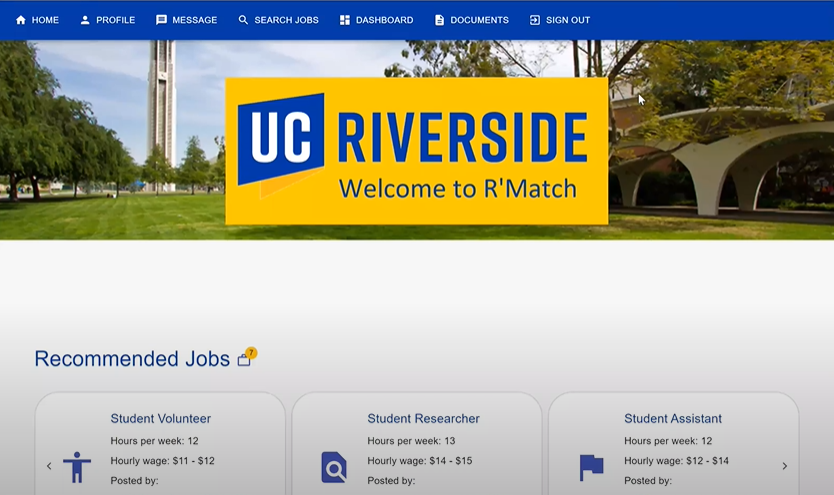 HOME PROFILE MESSAGE SEARCH JOBS DASHBOARD DOCUMENTS SIGN OUT
UC RIVERSIDE
Welcome to R'Match
Recommended Jobs 7
Student Volunteer
Hours per week: 12
Hourly wage: $11 - $12
Posted by:
Student Researcher
Hours per week: 13
Hourly wage: $14 - $15
Posted by:
Student Assistant
Hours per week: 12
Hourly wage: $12 - $14
Posted by: